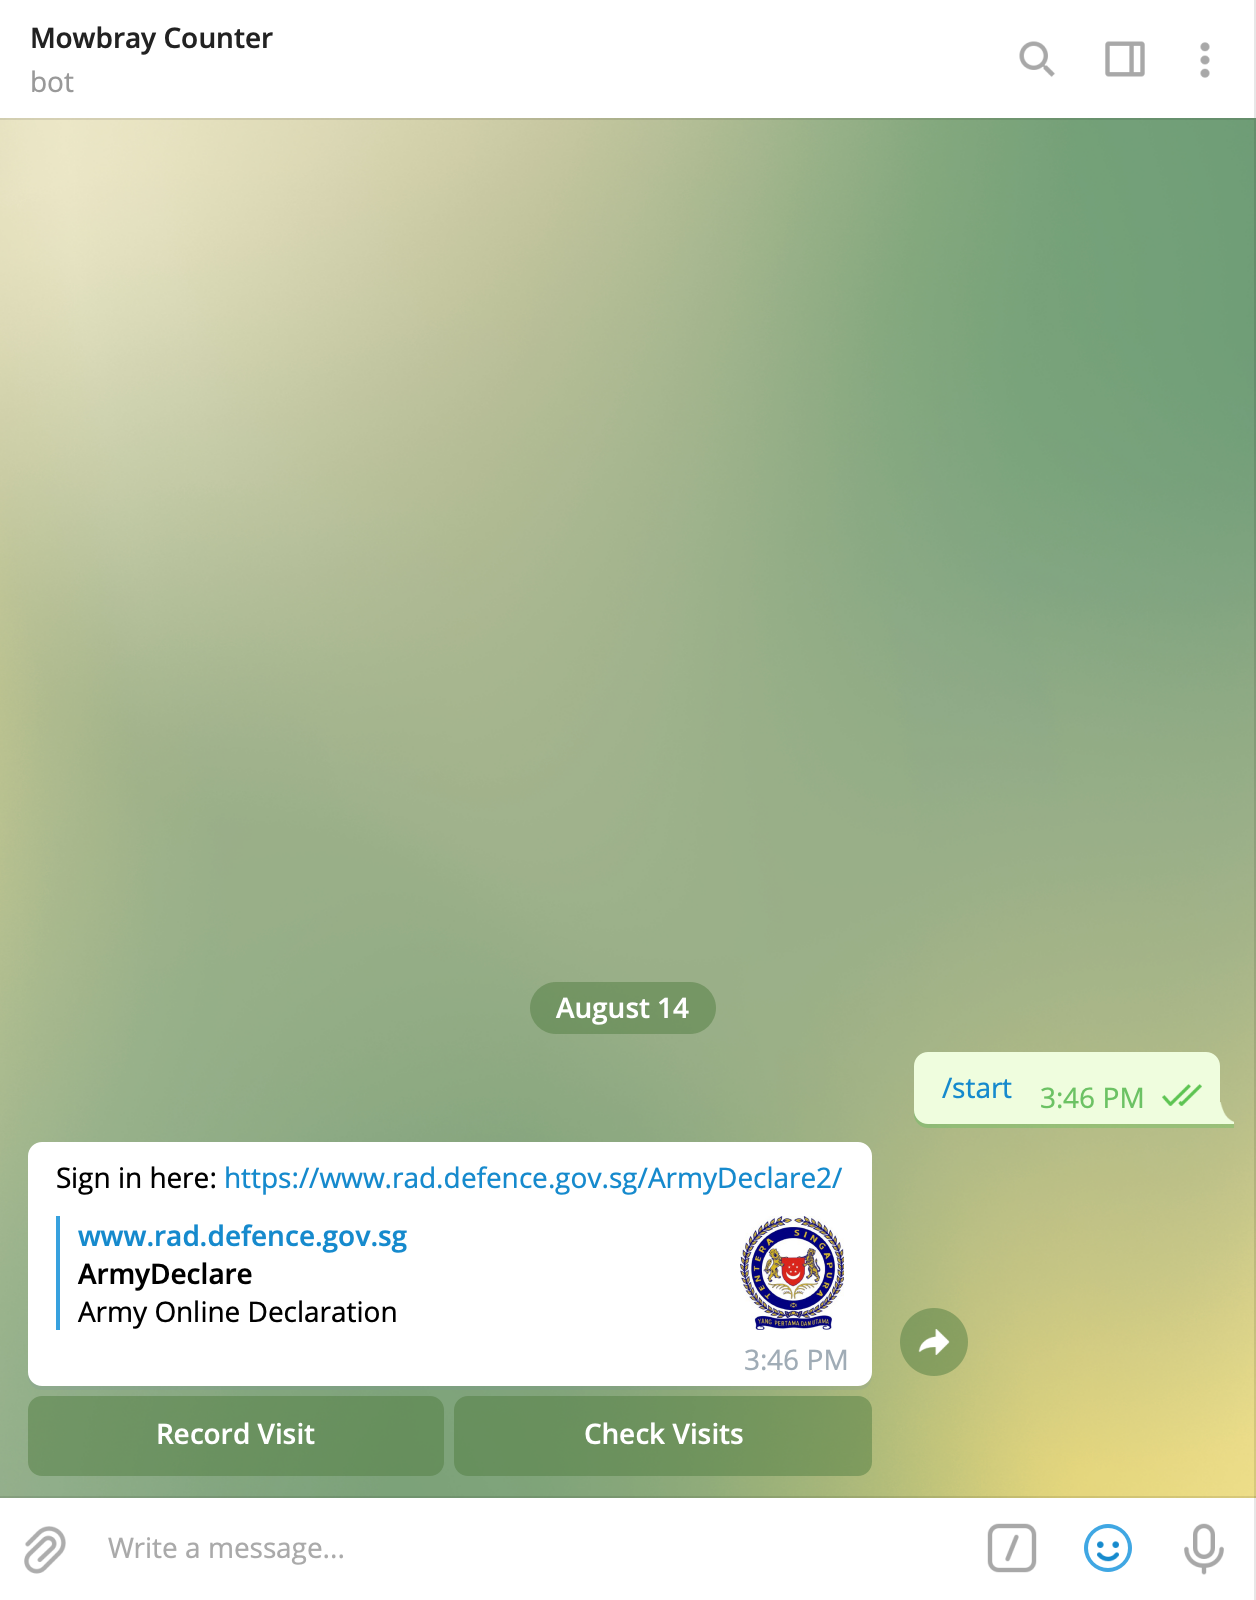 Mowbray Counter
bot
August 14
/start 3:46 PM
Sign in here: https://www.rad.defence.gov.sg/ArmyDeclare2/
www.rad.defence.gov.sg
ArmyDeclare
Army Online Declaration
TENTERA SINGAPURA
YANG PERTAMA DAN UTAMA
3:46 PM
Record Visit Check Visits
Write a message...